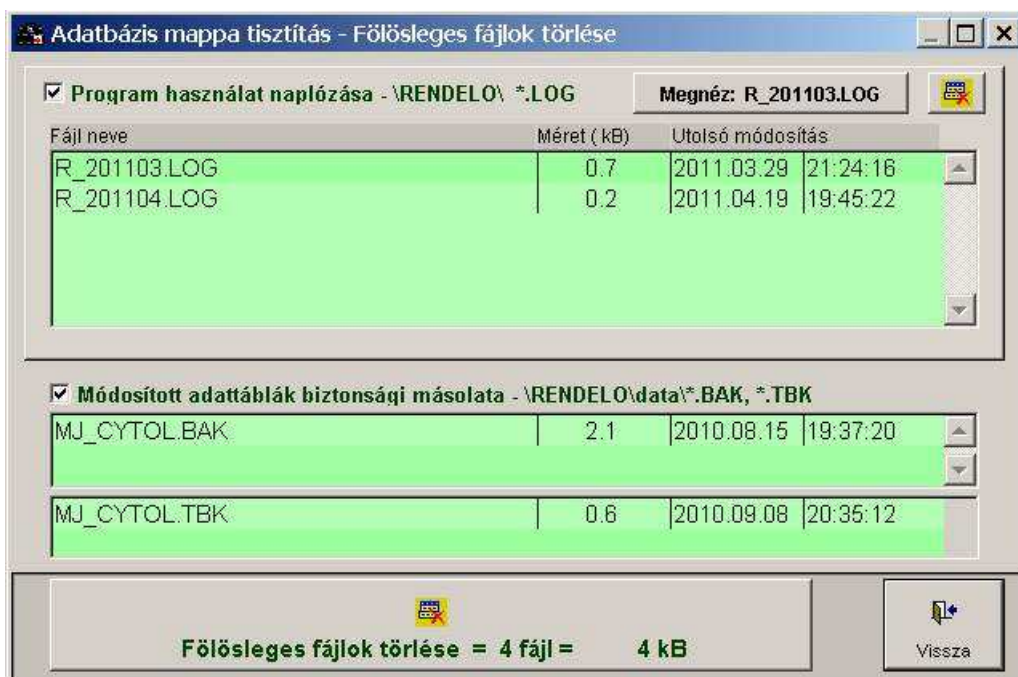 Adatbázis mappa tisztítás - Fölösleges fájlok törlése
Program használat naplózása - \RENDELO\ *.LOG Megnéz: R_201103.LOG
Fájl neve Méret ( kB) Utolsó módosítás
R_201103.LOG 0.7 2011.03.29 21:24:16
R_201104.LOG 0.2 2011.04.19 19:45:22
Módosított adattáblák biztonsági másolata - \RENDELO\data\*.BAK, *.TBK
MJ_CYTOL.BAK 2.1 2010.08.15 19:37:20
MJ_CYTOL.TBK 0.6 2010.09.08 20:35:12
Fölösleges fájlok törlése = 4 fájl = 4 kB
Vissza